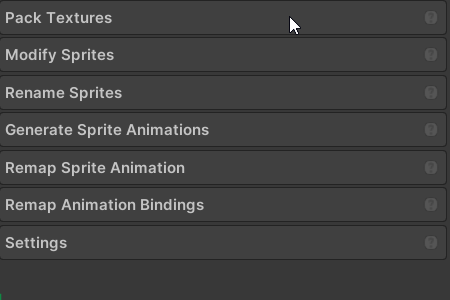 Pack Textures
Modify Sprites
Rename Sprites
Generate Sprite Animations
Remap Sprite Animation
Remap Animation Bindings
Settings